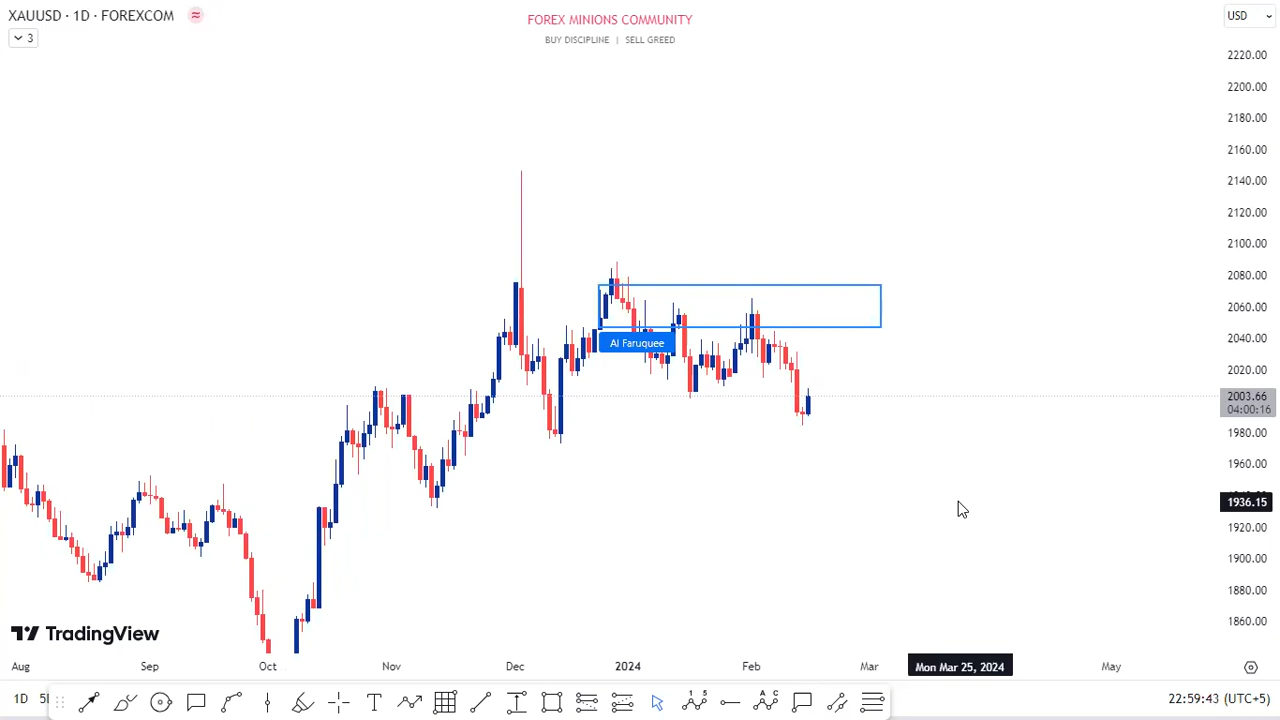 XAUUSD · 1D · FOREXCOM
3
FOREX MINIONS COMMUNITY
BUY DISCIPLINE | SELL GREED
USD
2220.00
2200.00
2180.00
2160.00
2140.00
2120.00
2100.00
2080.00
2060.00
2040.00
2020.00
2003.66
04:00:16
1980.00
1960.00
1936.15
1920.00
1900.00
1880.00
1860.00
Al Faruquee
TradingView
Aug Sep Oct Nov Dec 2024 Feb Mar Mon Mar 25, 2024 May
1D
22:59:43 (UTC+5)